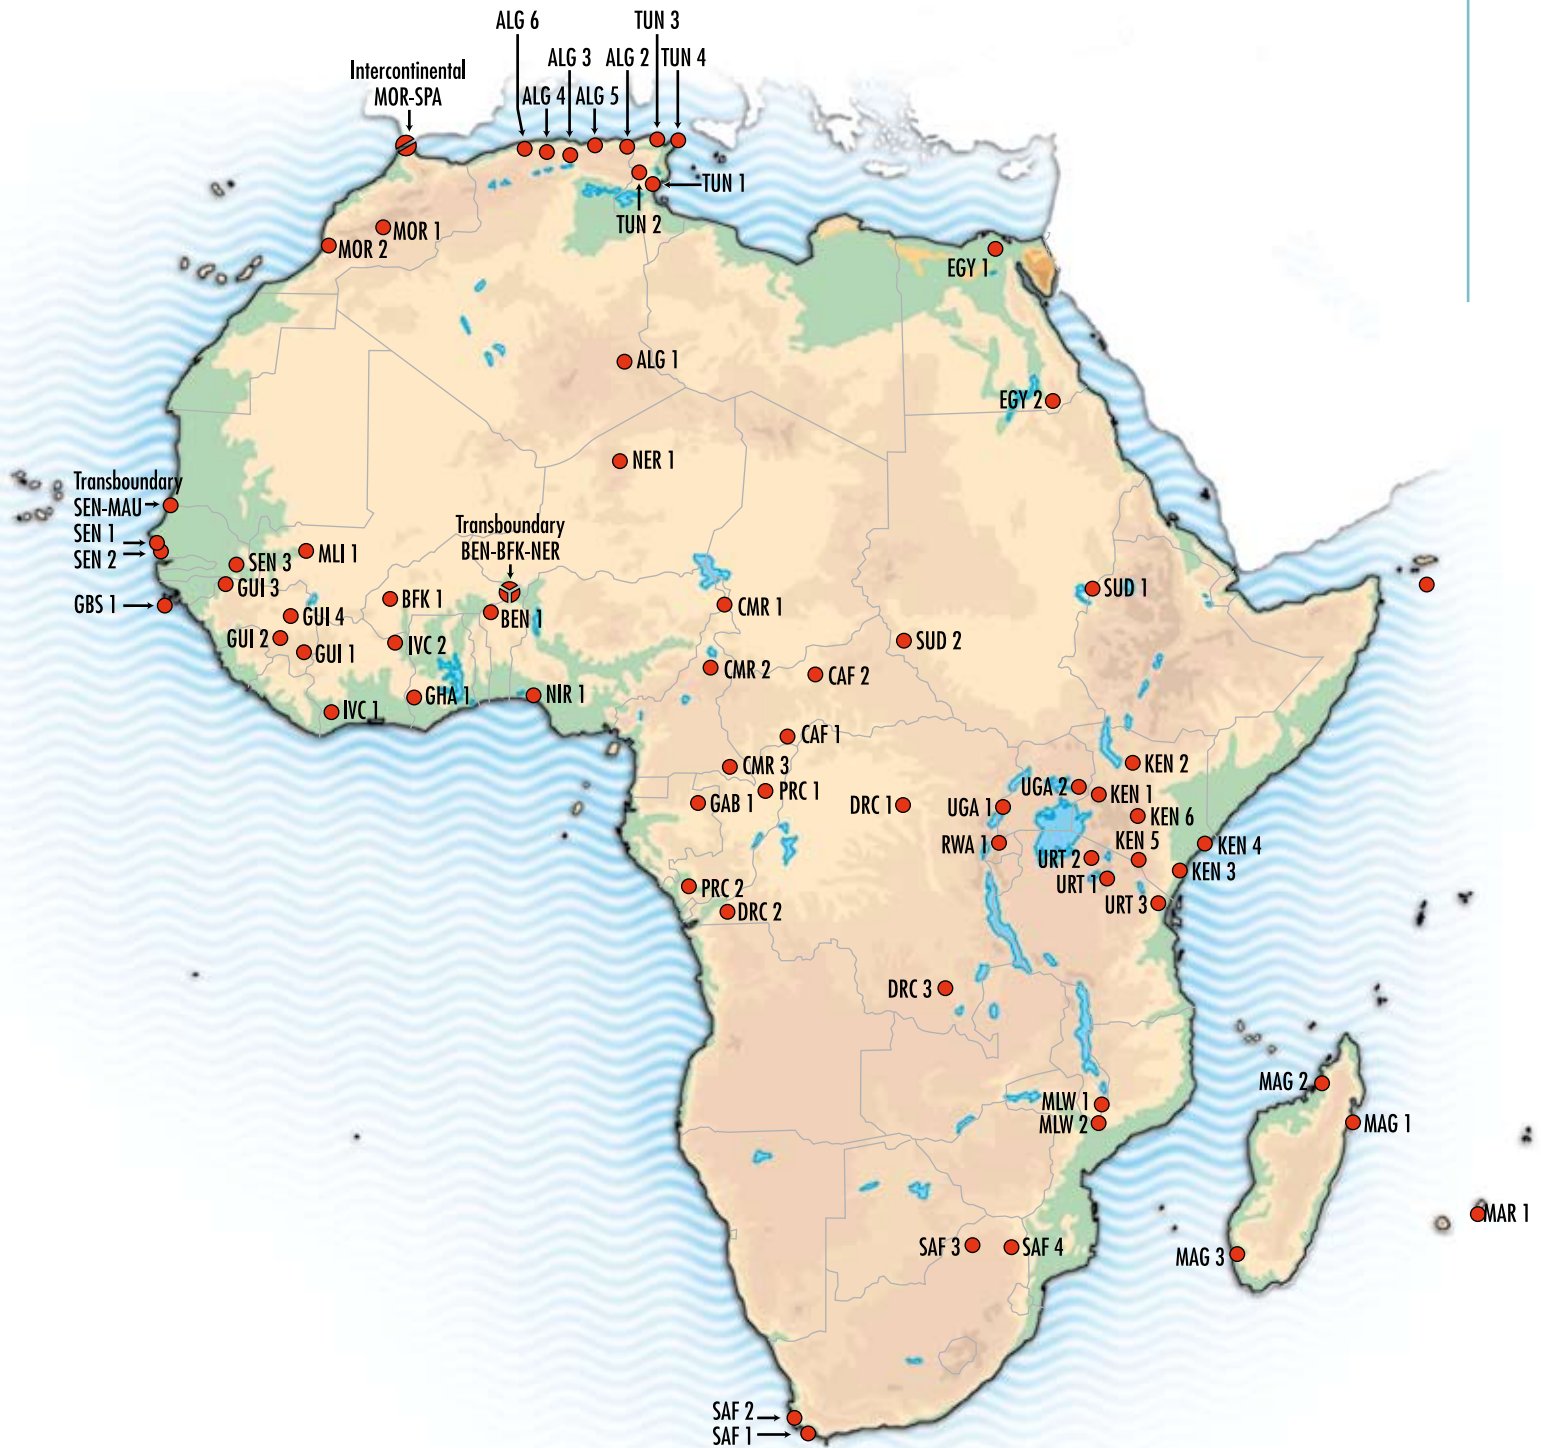 ALG 6
TUN 3
ALG 3
ALG 2
TUN 4
Intercontinental
MOR-SPA
ALG 4
ALG 5
TUN 1
TUN 2
MOR 1
MOR 2
EGY 1
ALG 1
EGY 2
NER 1
Transboundary
SEN-MAU
SEN 1
SEN 2
Transboundary
BEN-BFK-NER
MLI 1
SEN 3
GUI 3
GBS 1
BFK 1
BEN 1
CMR 1
SUD 1
GUI 4
GUI 2
GUI 1
IVC 2
SUD 2
CMR 2
CAF 2
GHA 1
NIR 1
IVC 1
CAF 1
CMR 3
KEN 2
PRC 1
UGA 2
KEN 1
GAB 1
DRC 1
UGA 1
KEN 6
RWA 1
KEN 5
KEN 4
URT 2
KEN 3
URT 1
PRC 2
URT 3
DRC 2
DRC 3
MAG 2
MLW 1
MLW 2
MAG 1
MAR 1
SAF 3
SAF 4
MAG 3
SAF 2
SAF 1